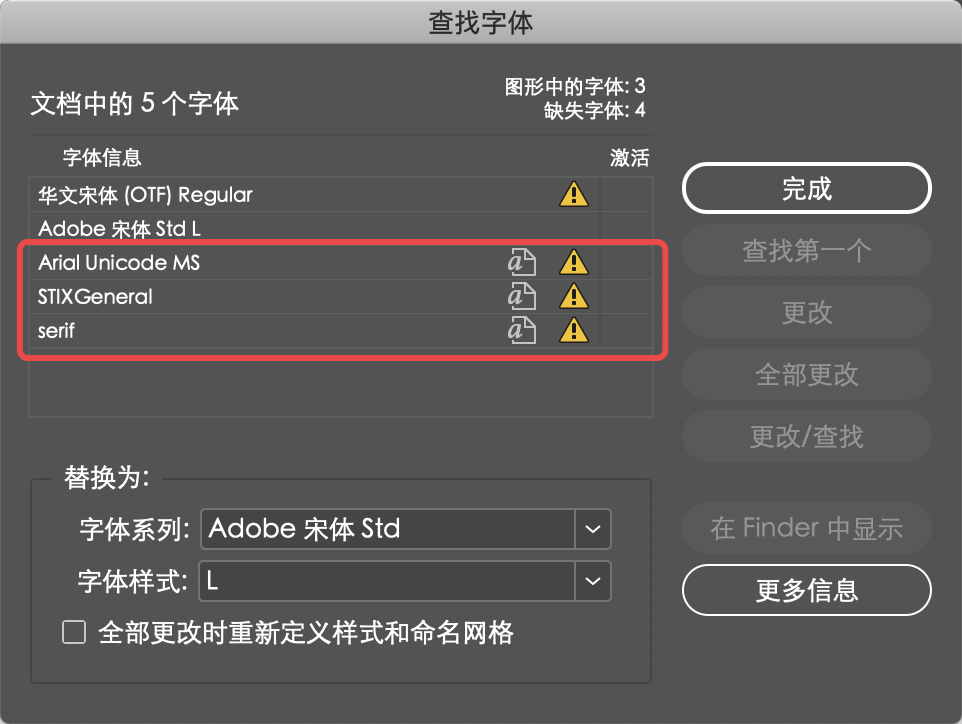 查找字体
文档中的 5 个字体
图形中的字体: 3
缺失字体: 4
字体信息
激活
华文宋体 (OTF) Regular
Adobe 宋体 Std L
Arial Unicode MS
STIXGeneral
serif
完成
查找第一个
更改
全部更改
更改/查找
在 Finder 中显示
更多信息
替换为:
字体系列: Adobe 宋体 Std
字体样式: L
全部更改时重新定义样式和命名网格